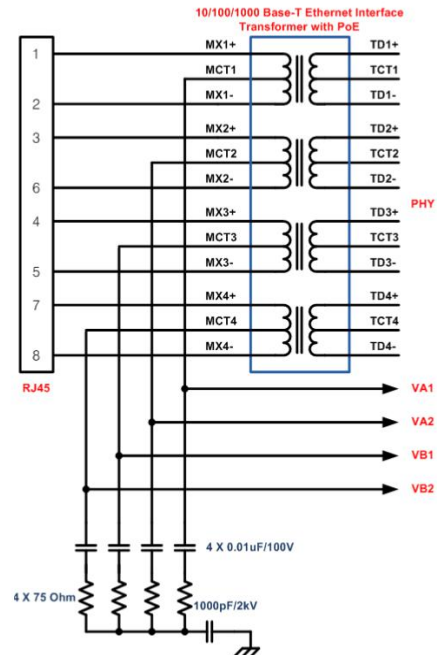 10/100/1000 Base-T Ethernet Interface
Transformer with PoE
1 MX1+ TD1+
MCT1 TCT1
2 MX1- TD1-
3 MX2+ TD2+
MCT2 TCT2
6 MX2- TD2-
PHY
4 MX3+ TD3+
MCT3 TCT3
5 MX3- TD3-
7 MX4+ TD4+
MCT4 TCT4
8 MX4- TD4-
RJ45
VA1
VA2
VB1
VB2
4 X 0.01uF/100V
4 X 75 Ohm
1000pF/2kV